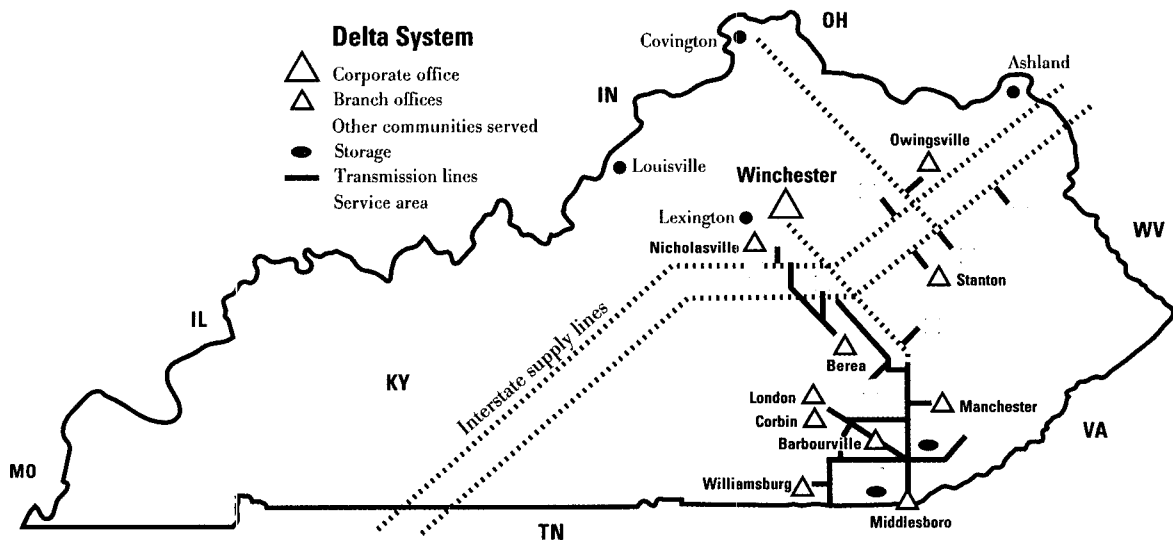 OH
Delta System
Covington
Corporate office
Ashland
Branch offices
IN
Other communities served
Owingsville
Storage
Louisville
Transmission lines
Winchester
Service area
Lexington
WV
Nicholasville
Stanton
IL
Interstate supply lines
Berea
KY
London
Manchester
Corbin
VA
Barbourville
MO
Williamsburg
Middlesboro
TN